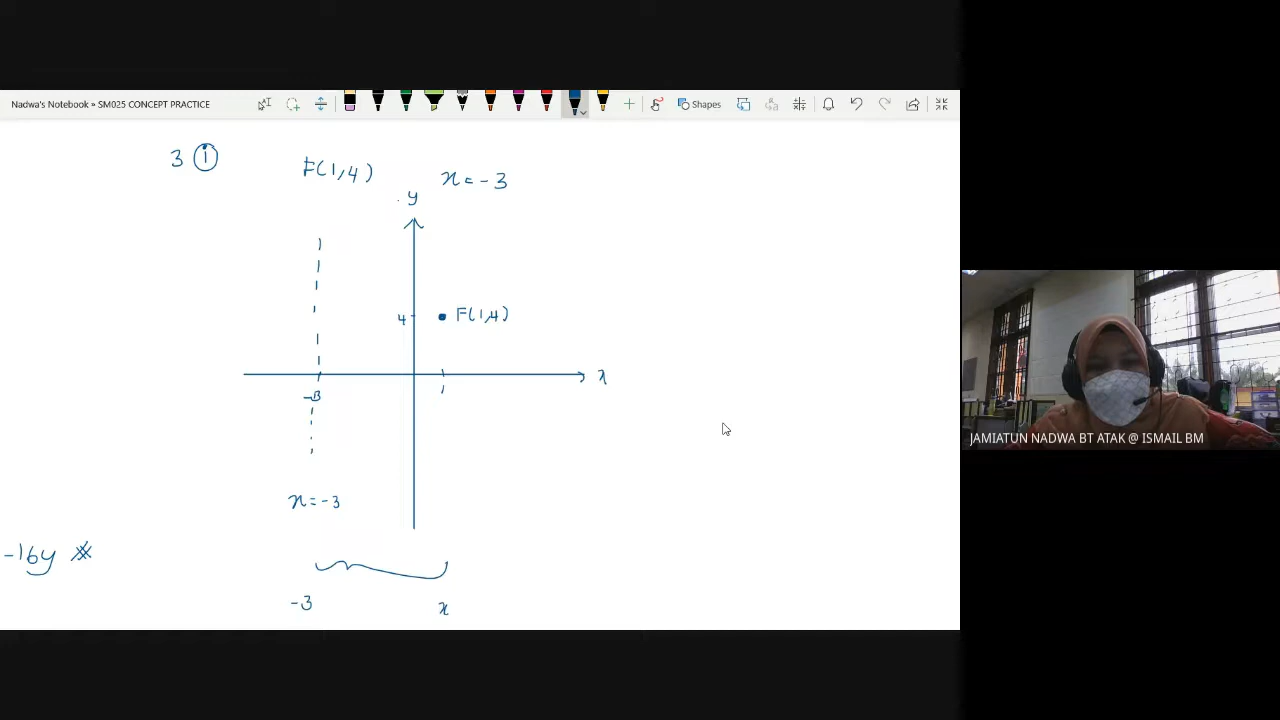 Nadwa's Notebook » SM025 CONCEPT PRACTICE
Shapes
3 (i)
F(1,4)
x = -3
y
4
F(1,4)
x
-3
1
x = -3
-16y
-3
x
JAMIATUN NADWA BT ATAK @ ISMAIL BM